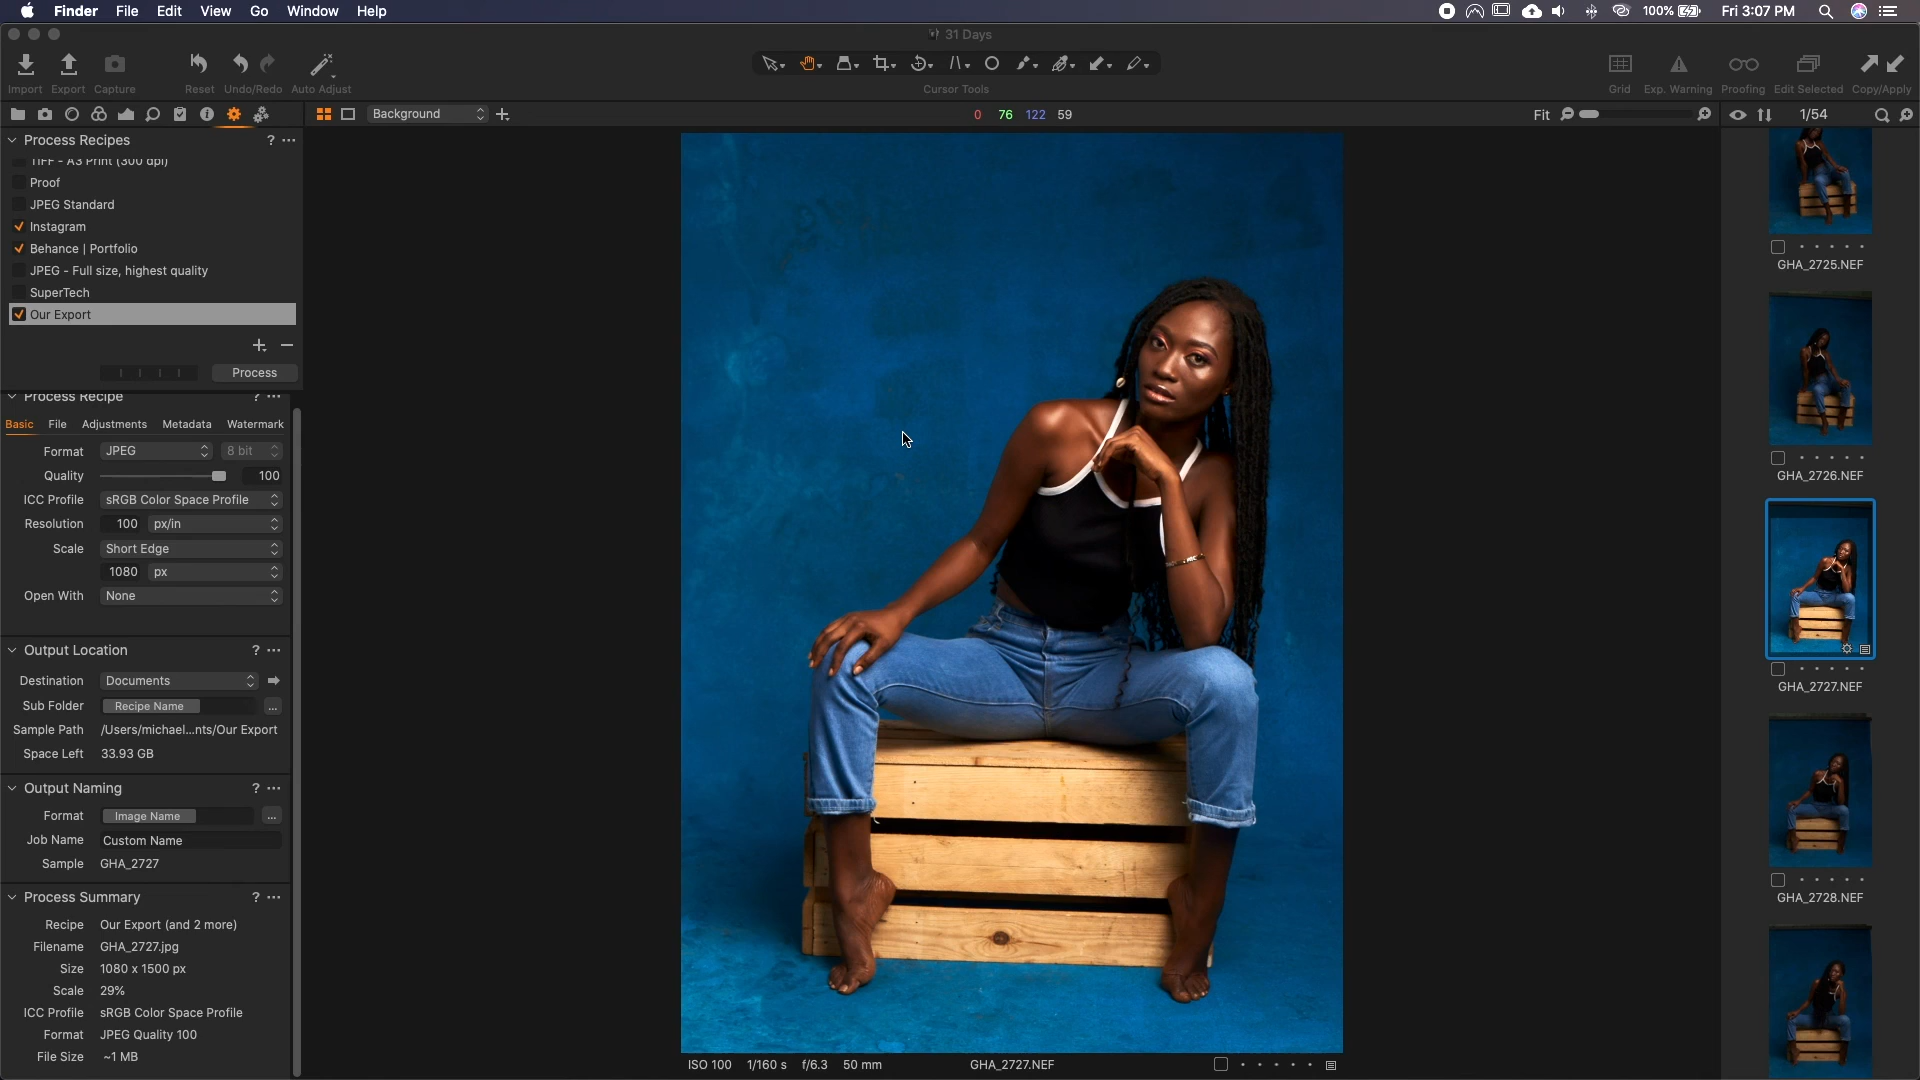 Finder File Edit View Go Window Help 100% Fri 3:07 PM
31 Days
Import Export Capture Reset Undo/Redo Auto Adjust Cursor Tools Grid Exp. Warning Proofing Edit Selected Copy/Apply
Background 0 76 122 59 Fit 1/54
Process Recipes ? ...
TIFF - A3 Print (300 dpi)
Proof
JPEG Standard
Instagram
Behance | Portfolio
JPEG - Full size, highest quality
SuperTech
Our Export
Process
Process Recipe ? ...
Basic File Adjustments Metadata Watermark
Format JPEG 8 bit
Quality 100
ICC Profile sRGB Color Space Profile
Resolution 100 px/in
Scale Short Edge
1080 px
Open With None
Output Location ? ...
Destination Documents
Sub Folder Recipe Name ...
Sample Path /Users/michael...nts/Our Export
Space Left 33.93 GB
Output Naming ? ...
Format Image Name ...
Job Name Custom Name
Sample GHA_2727
Process Summary ? ...
Recipe Our Export (and 2 more)
Filename GHA_2727.jpg
Size 1080 x 1500 px
Scale 29%
ICC Profile sRGB Color Space Profile
Format JPEG Quality 100
File Size ~1 MB
ISO 100 1/160 s f/6.3 50 mm GHA_2727.NEF
GHA_2725.NEF
GHA_2726.NEF
GHA_2727.NEF
GHA_2728.NEF